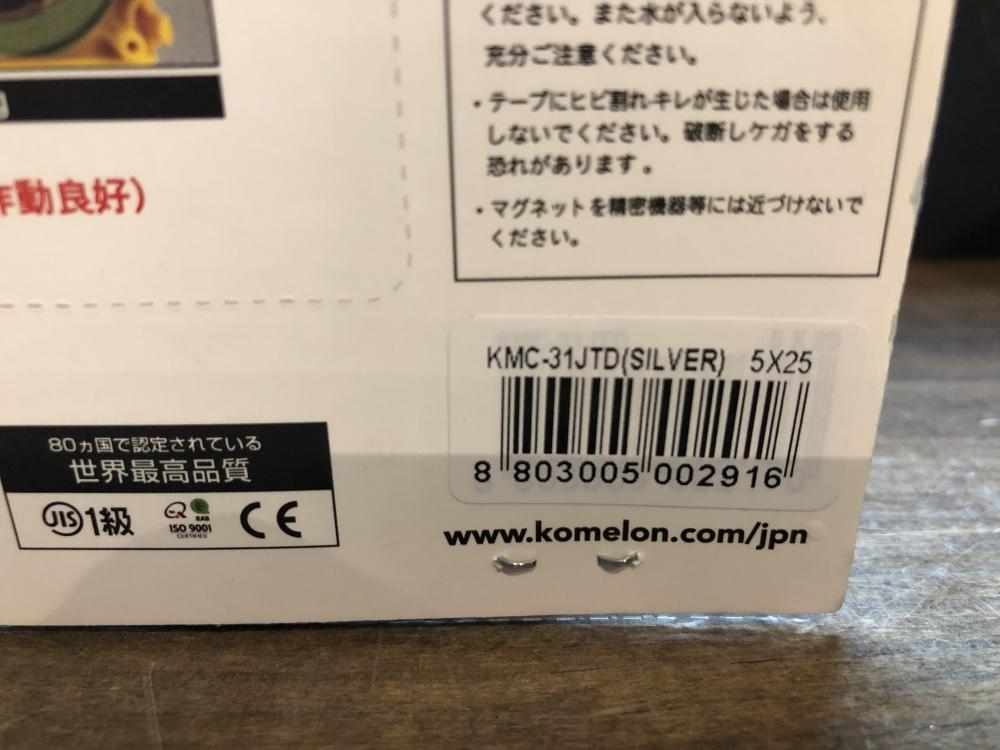 ください。また水が入らないよう、
充分ご注意ください。
・テープにヒビ割れキレが生じた場合は使用
しないでください。破断しケガをする
恐れがあります。
・マグネットを精密機器等には近づけないで
ください。
作動良好)
KMC-31JTD(SILVER) 5X25
8 803005 002916
www.komelon.com/jpn
80ヵ国で認定されている
世界最高品質
JIS 1級
ISO 9001
CERTIFIED
KAB
CE